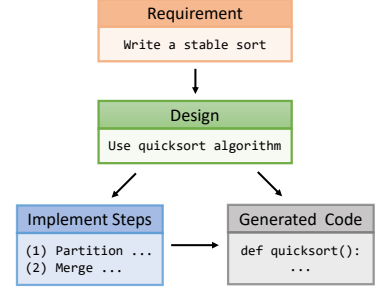 Requirement
Write a stable sort
Design
Use quicksort algorithm
Implement Steps
(1) Partition ...
(2) Merge ...
Generated Code
def quicksort():
...